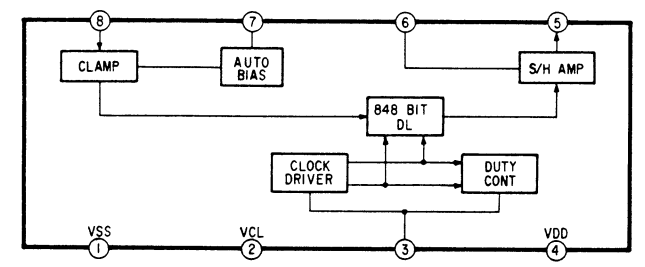 8 7 6 5
CLAMP
AUTO
BIAS
S/H AMP
848 BIT
DL
CLOCK
DRIVER
DUTY
CONT
VSS VCL VDD
1 2 3 4